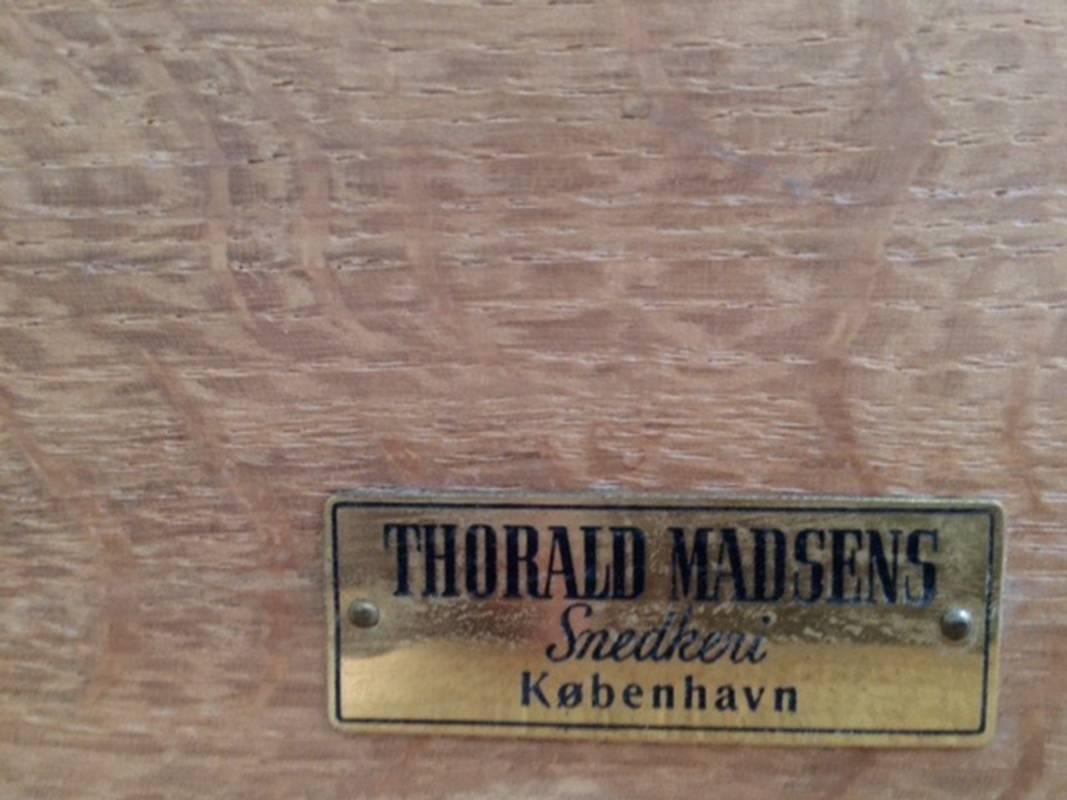 THORALD MADSENS
Snedkeri
København